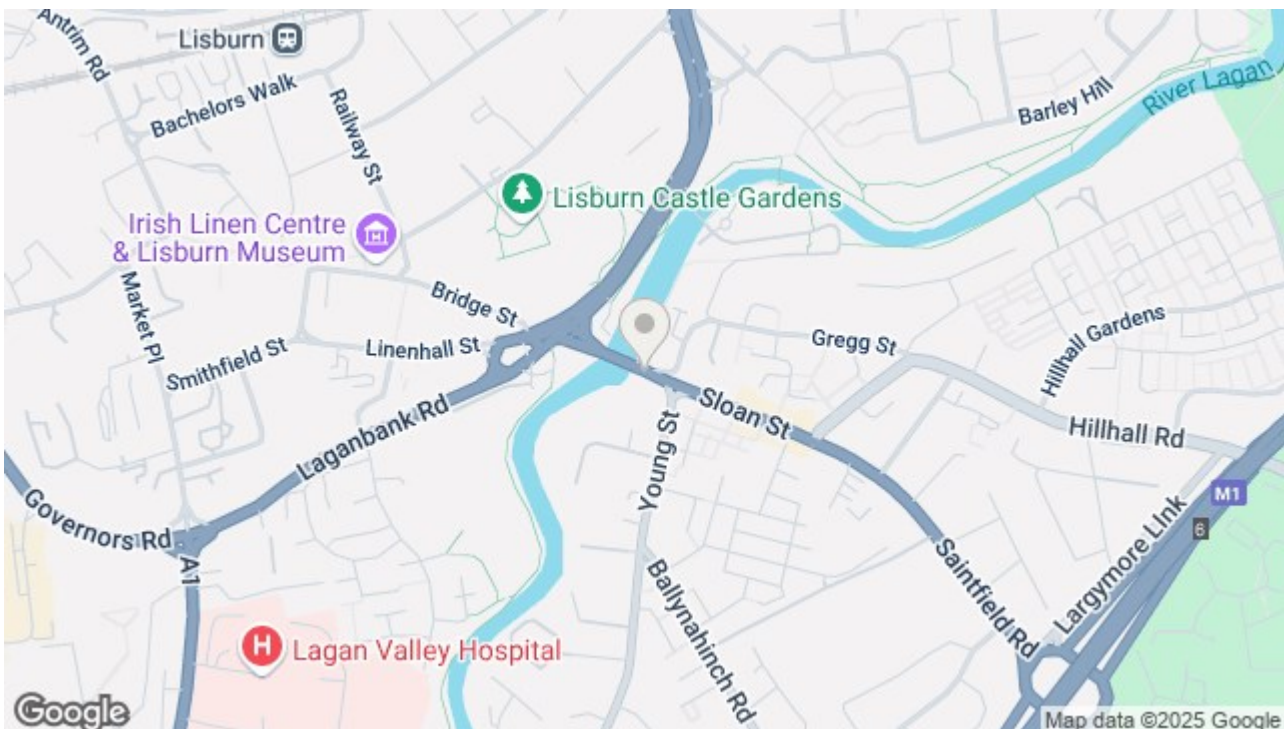 Antrim Rd
Lisburn
Bachelors Walk
Railway St
Barley Hill
River Lagan
Lisburn Castle Gardens
Irish Linen Centre
& Lisburn Museum
Market Pl
Bridge St
Linenhall St
Smithfield St
Gregg St
Hillhall Gardens
Laganbank Rd
Sloan St
Young St
Hillhall Rd
M1
6
Governors Rd
A1
Largymore LInk
Saintfield Rd
Ballynahinch Rd
H
Lagan Valley Hospital
Google
Map data ©2025 Google